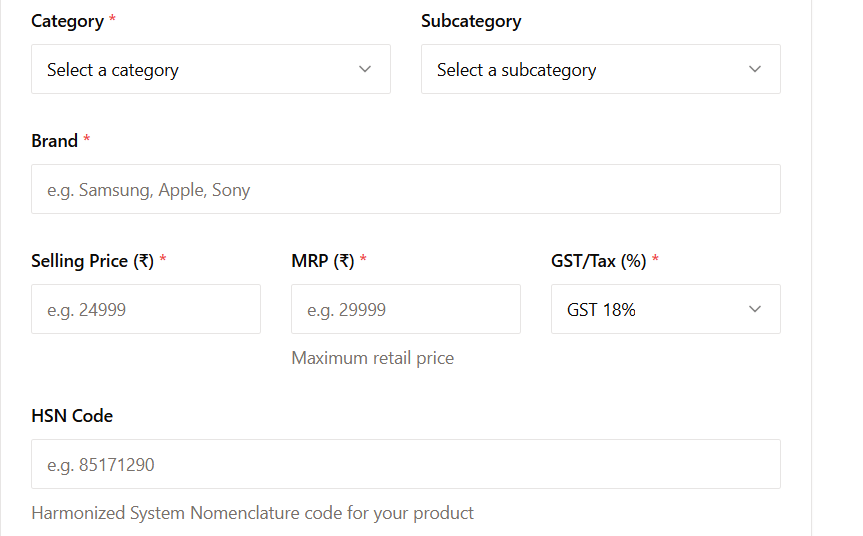 Category * Subcategory
Select a category Select a subcategory
Brand *
e.g. Samsung, Apple, Sony
Selling Price (₹) * MRP (₹) * GST/Tax (%) *
e.g. 24999 e.g. 29999 GST 18%
Maximum retail price
HSN Code
e.g. 85171290
Harmonized System Nomenclature code for your product